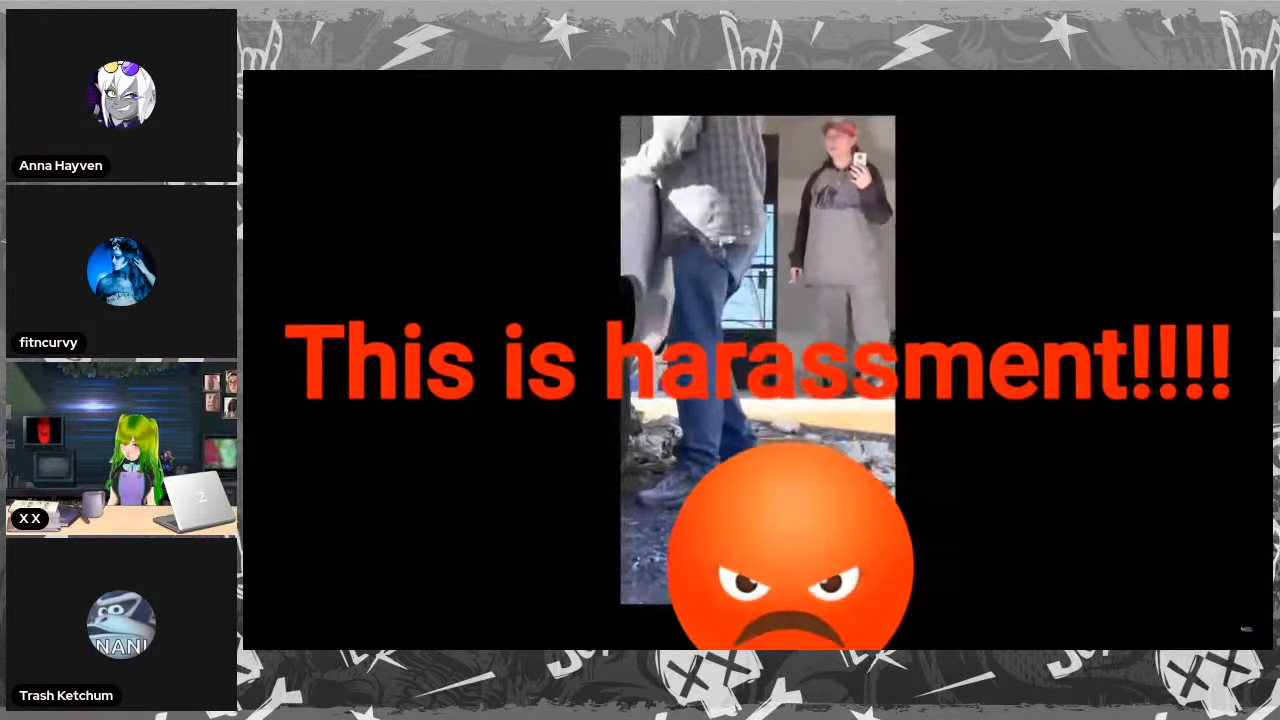 Anna Hayven
fitncurvy
X X
NANI
Trash Ketchum
This is harassment!!!!